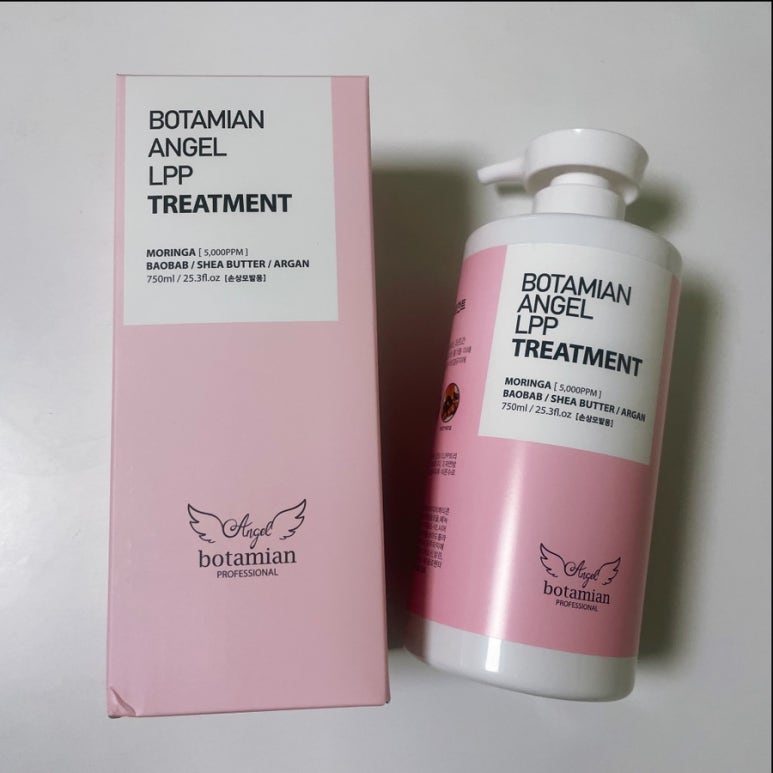 BOTAMIAN
ANGEL
LPP
TREATMENT
MORINGA [ 5,000PPM ]
BAOBAB / SHEA BUTTER / ARGAN
750ml / 25.3fl.oz [손상모발용]
Angel
botamian
PROFESSIONAL
BOTAMIAN
ANGEL
LPP
TREATMENT
MORINGA [ 5,000PPM ]
BAOBAB / SHEA BUTTER / ARGAN
750ml / 25.3fl.oz [손상모발용]
Angel
botamian
PROFESSIONAL